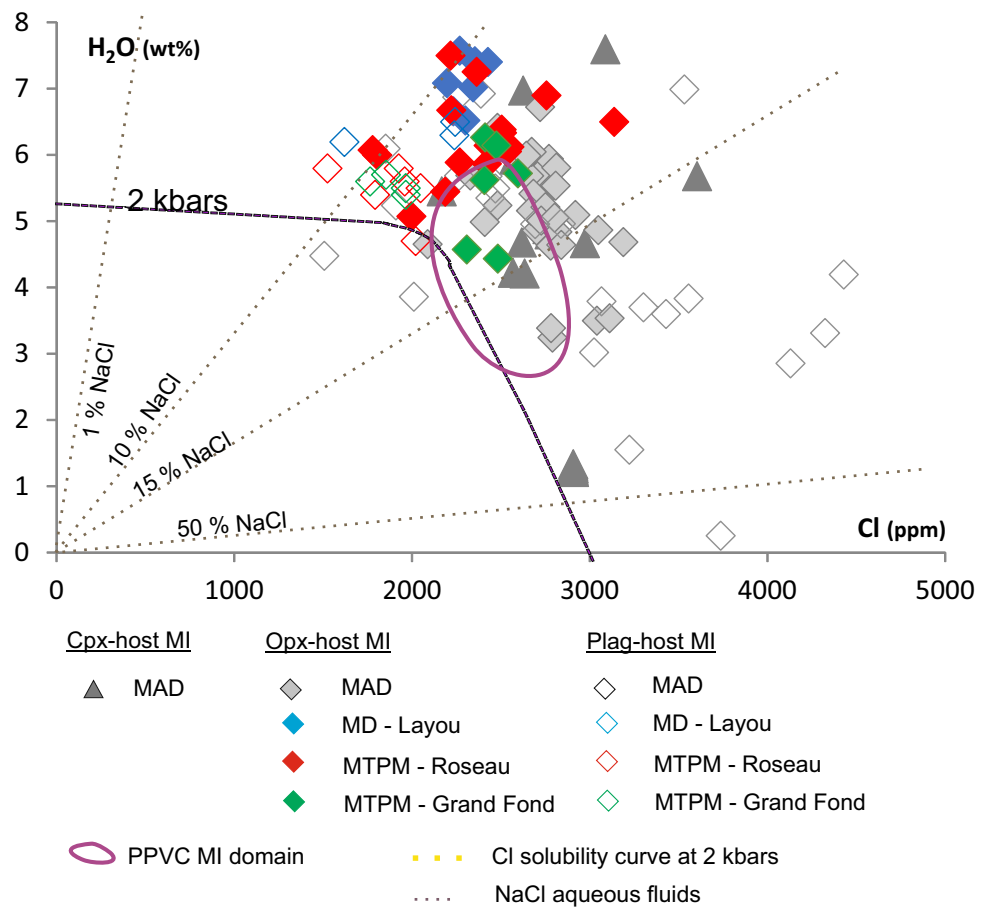 8
H₂O (wt%)
7
6
2 kbars
5
4
3
1 % NaCl
10 % NaCl
15 % NaCl
2
1
50 % NaCl
Cl (ppm)
0
0 1000 2000 3000 4000 5000
Cpx-host MI Opx-host MI Plag-host MI
MAD MAD MAD
MD - Layou MD - Layou
MTPM - Roseau MTPM - Roseau
MTPM - Grand Fond MTPM - Grand Fond
PPVC MI domain Cl solubility curve at 2 kbars
NaCl aqueous fluids